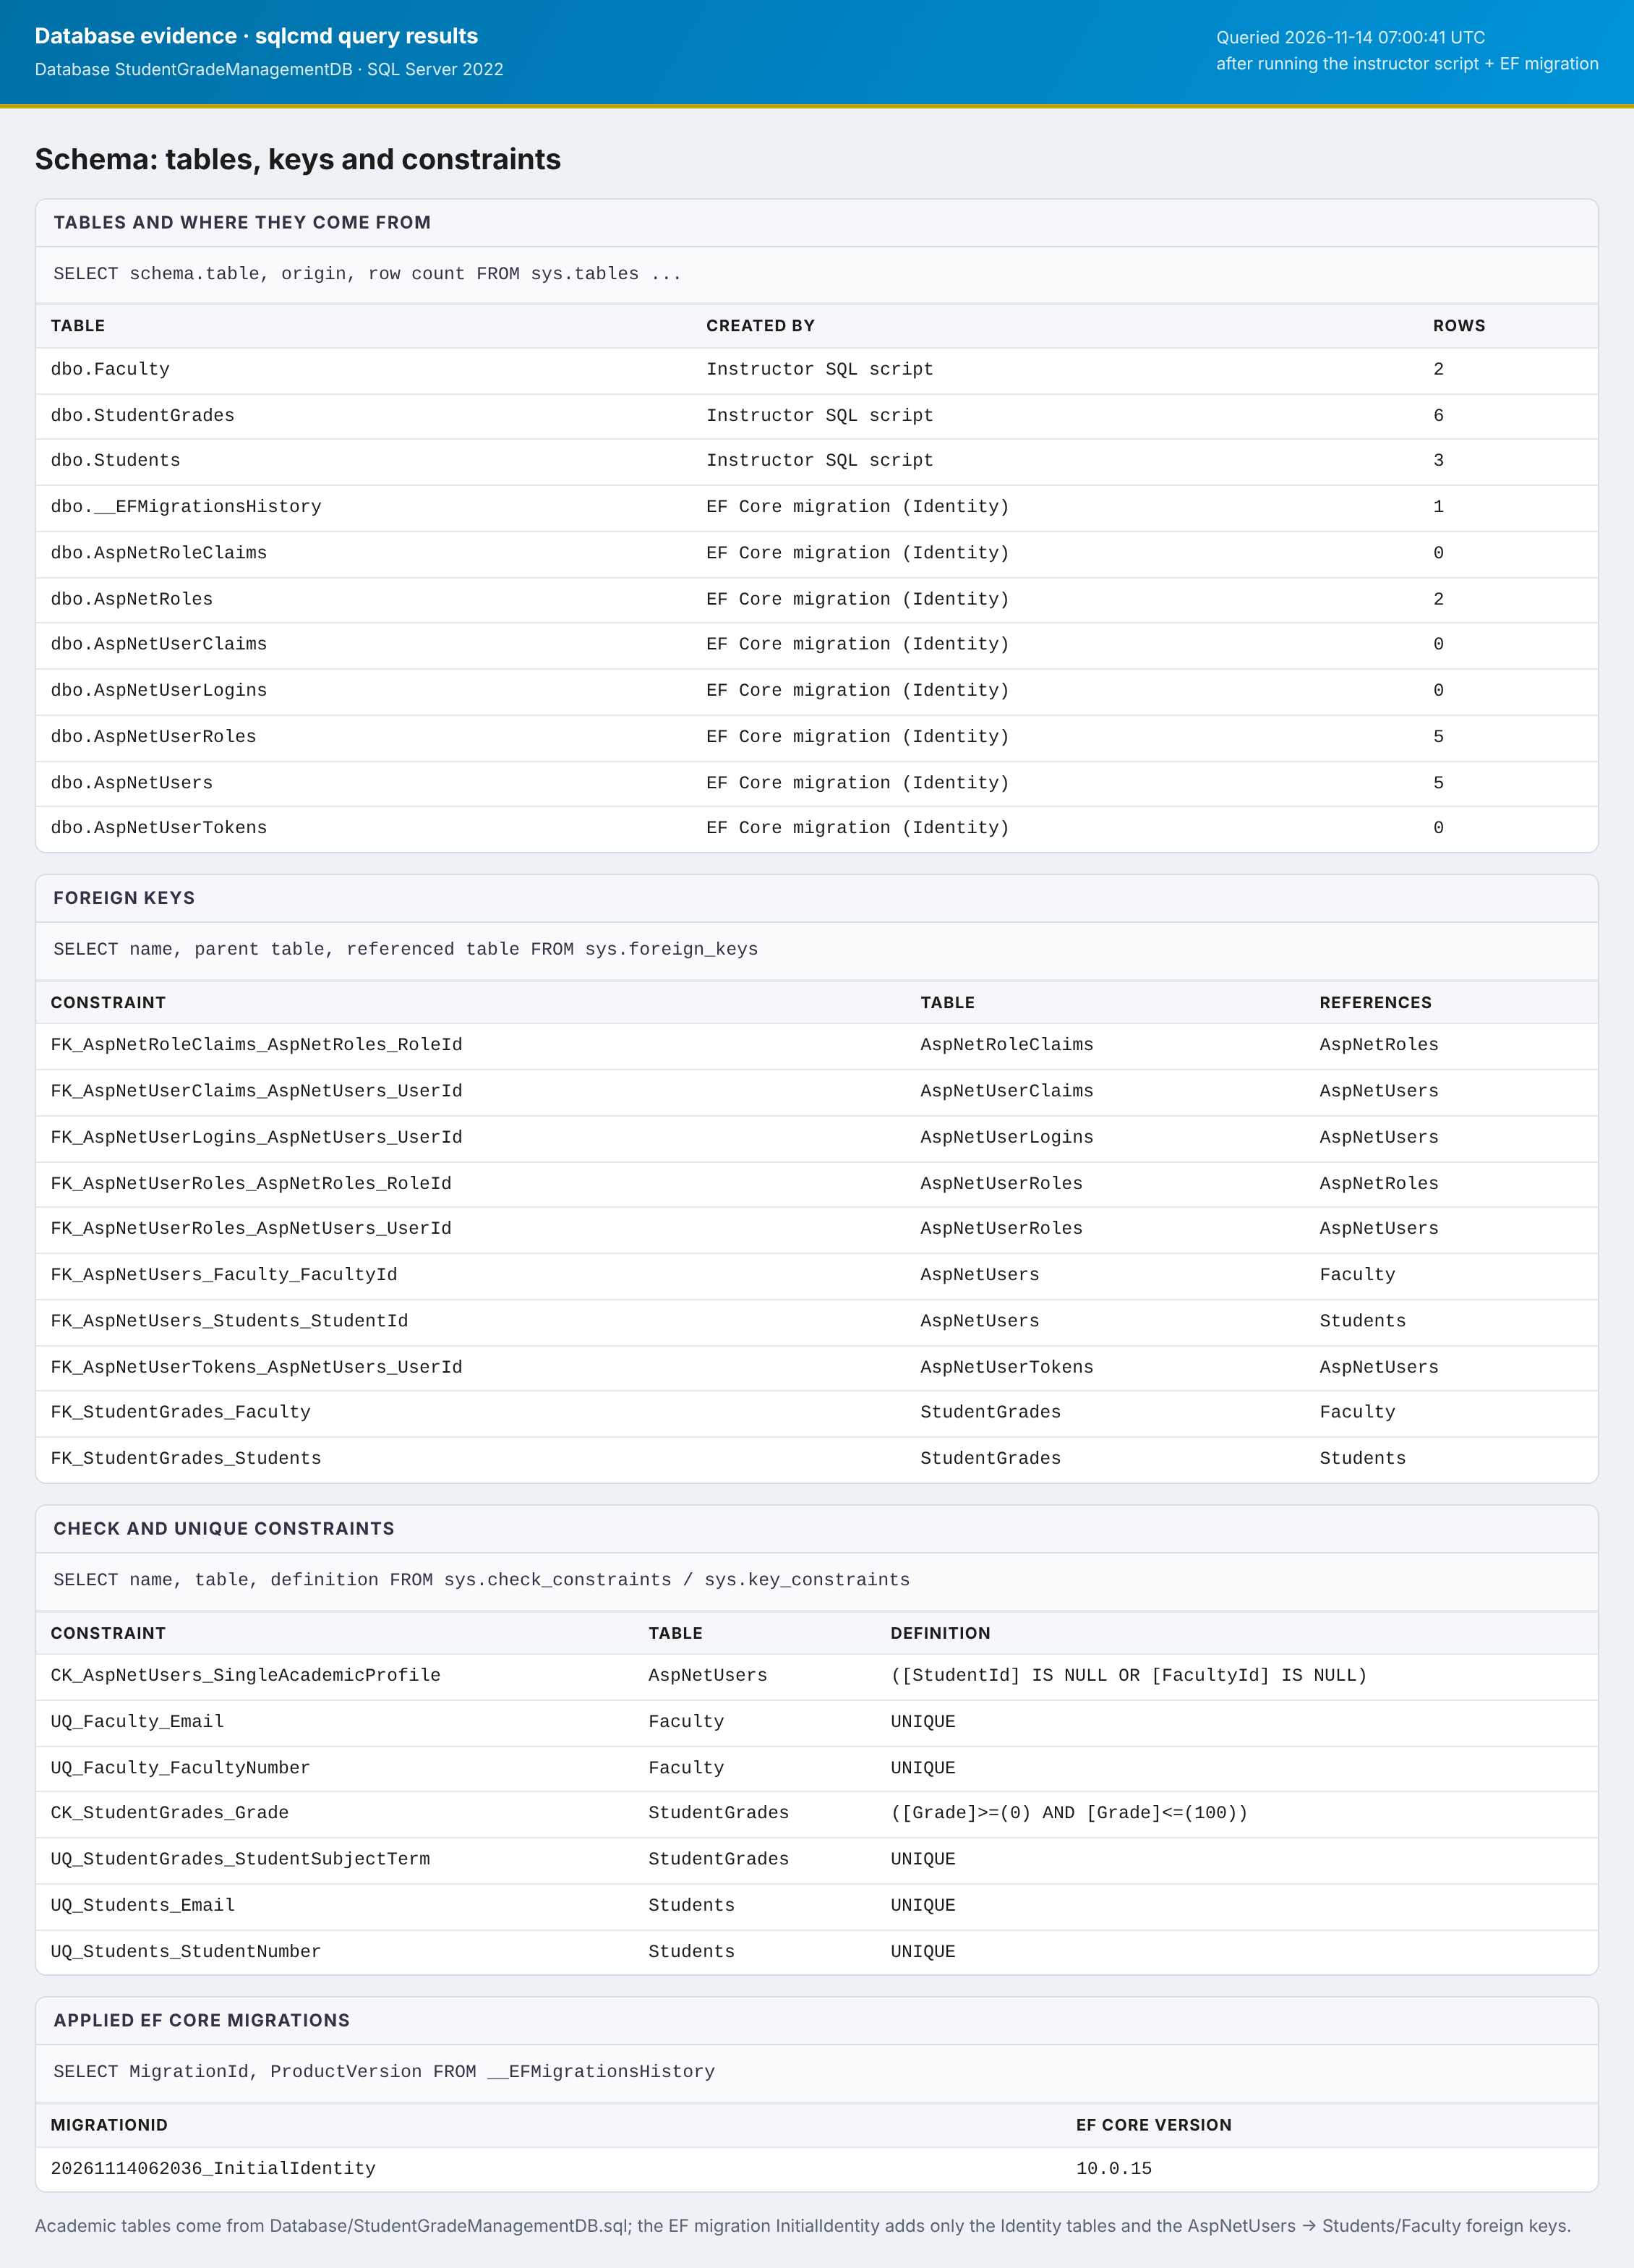 Database evidence · sqlcmd query results
Database StudentGradeManagementDB · SQL Server 2022
Queried 2026-11-14 07:00:41 UTC
after running the instructor script + EF migration
Schema: tables, keys and constraints
TABLES AND WHERE THEY COME FROM
SELECT schema.table, origin, row count FROM sys.tables ...
TABLE CREATED BY ROWS
dbo.Faculty Instructor SQL script 2
dbo.StudentGrades Instructor SQL script 6
dbo.Students Instructor SQL script 3
dbo.__EFMigrationsHistory EF Core migration (Identity) 1
dbo.AspNetRoleClaims EF Core migration (Identity) 0
dbo.AspNetRoles EF Core migration (Identity) 2
dbo.AspNetUserClaims EF Core migration (Identity) 0
dbo.AspNetUserLogins EF Core migration (Identity) 0
dbo.AspNetUserRoles EF Core migration (Identity) 5
dbo.AspNetUsers EF Core migration (Identity) 5
dbo.AspNetUserTokens EF Core migration (Identity) 0
FOREIGN KEYS
SELECT name, parent table, referenced table FROM sys.foreign_keys
CONSTRAINT TABLE REFERENCES
FK_AspNetRoleClaims_AspNetRoles_RoleId AspNetRoleClaims AspNetRoles
FK_AspNetUserClaims_AspNetUsers_UserId AspNetUserClaims AspNetUsers
FK_AspNetUserLogins_AspNetUsers_UserId AspNetUserLogins AspNetUsers
FK_AspNetUserRoles_AspNetRoles_RoleId AspNetUserRoles AspNetRoles
FK_AspNetUserRoles_AspNetUsers_UserId AspNetUserRoles AspNetUsers
FK_AspNetUsers_Faculty_FacultyId AspNetUsers Faculty
FK_AspNetUsers_Students_StudentId AspNetUsers Students
FK_AspNetUserTokens_AspNetUsers_UserId AspNetUserTokens AspNetUsers
FK_StudentGrades_Faculty StudentGrades Faculty
FK_StudentGrades_Students StudentGrades Students
CHECK AND UNIQUE CONSTRAINTS
SELECT name, table, definition FROM sys.check_constraints / sys.key_constraints
CONSTRAINT TABLE DEFINITION
CK_AspNetUsers_SingleAcademicProfile AspNetUsers ([StudentId] IS NULL OR [FacultyId] IS NULL)
UQ_Faculty_Email Faculty UNIQUE
UQ_Faculty_FacultyNumber Faculty UNIQUE
CK_StudentGrades_Grade StudentGrades ([Grade]>=(0) AND [Grade]<=(100))
UQ_StudentGrades_StudentSubjectTerm StudentGrades UNIQUE
UQ_Students_Email Students UNIQUE
UQ_Students_StudentNumber Students UNIQUE
APPLIED EF CORE MIGRATIONS
SELECT MigrationId, ProductVersion FROM __EFMigrationsHistory
MIGRATIONID EF CORE VERSION
20261114062036_InitialIdentity 10.0.15
Academic tables come from Database/StudentGradeManagementDB.sql; the EF migration InitialIdentity adds only the Identity tables and the AspNetUsers → Students/Faculty foreign keys.